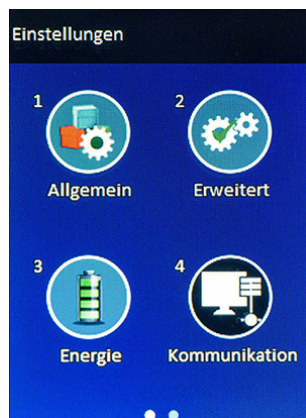 Einstellungen
1
2
Allgemein
Erweitert
3
4
Energie
Kommunikation